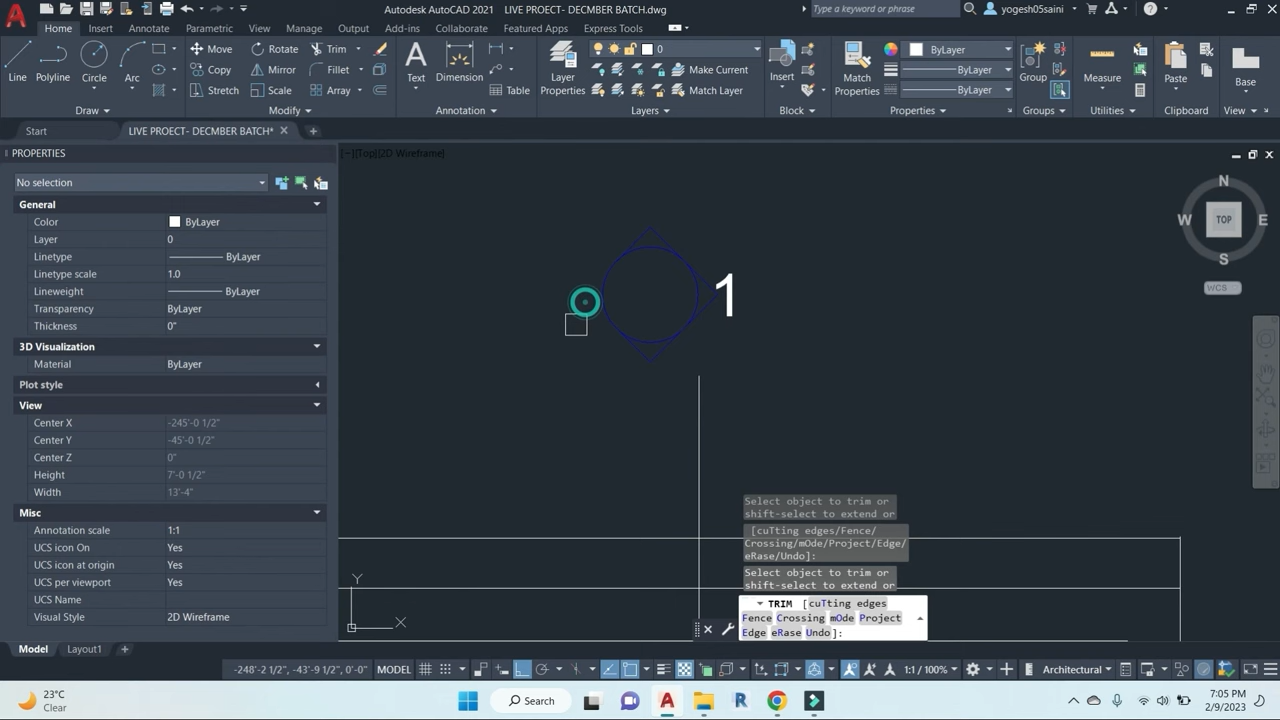 Autodesk AutoCAD 2021 LIVE PROECT- DECMBER BATCH.dwg
Type a keyword or phrase
yogesh05saini
Home Insert Annotate Parametric View Manage Output Add-ins Collaborate Featured Apps Express Tools
Line Polyline Circle Arc
Move Rotate Trim
Copy Mirror Fillet
Stretch Scale Array
Text Dimension Table
Layer Properties
0
Make Current
Match Layer
Insert
Match Properties
ByLayer
ByLayer
ByLayer
Group Measure Paste Base
Draw Modify Annotation Layers Block Properties Groups Utilities Clipboard View
Start LIVE PROECT- DECMBER BATCH*
PROPERTIES
[−][Top][2D Wireframe]
No selection
General
Color ByLayer
Layer 0
Linetype ByLayer
Linetype scale 1.0
Lineweight ByLayer
Transparency ByLayer
Thickness 0"
3D Visualization
Material ByLayer
Plot style
View
Center X -245'-0 1/2"
Center Y -45'-0 1/2"
Center Z 0"
Height 7'-0 1/2"
Width 13'-4"
Misc
Annotation scale 1:1
UCS icon On Yes
UCS icon at origin Yes
UCS per viewport Yes
UCS Name
Visual Style 2D Wireframe
N
W TOP E
S
WCS
1
Y
X
Select object to trim or
shift-select to extend or
[cuTting edges/Fence/
Crossing/mOde/Project/Edge/
eRase/Undo]:
Select object to trim or
shift-select to extend or
TRIM [cuTting edges
Fence Crossing mOde Project
Edge eRase Undo]:
Model Layout1
-248'-2 1/2", -43'-9 1/2", 0'-0" MODEL 1:1 / 100% Architectural
23°C
Clear
Search
7:05 PM
2/9/2023